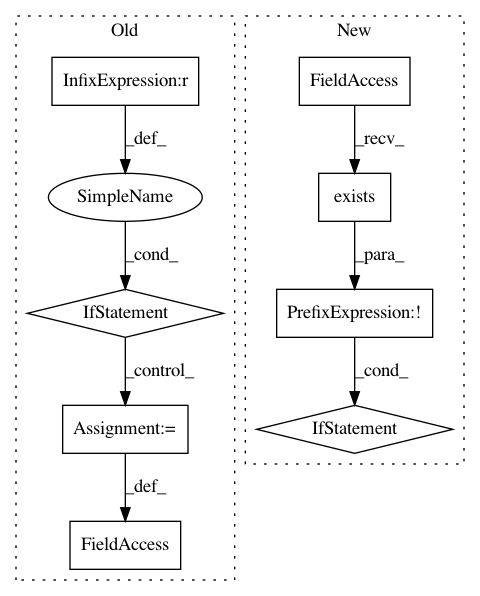 Old
InfixExpression:r
_def_
SimpleName
_cond_
IfStatement
_control_
Assignment:=
_def_
FieldAccess
New
FieldAccess
_recv_
exists
_para_
PrefixExpression:!
_cond_
IfStatement